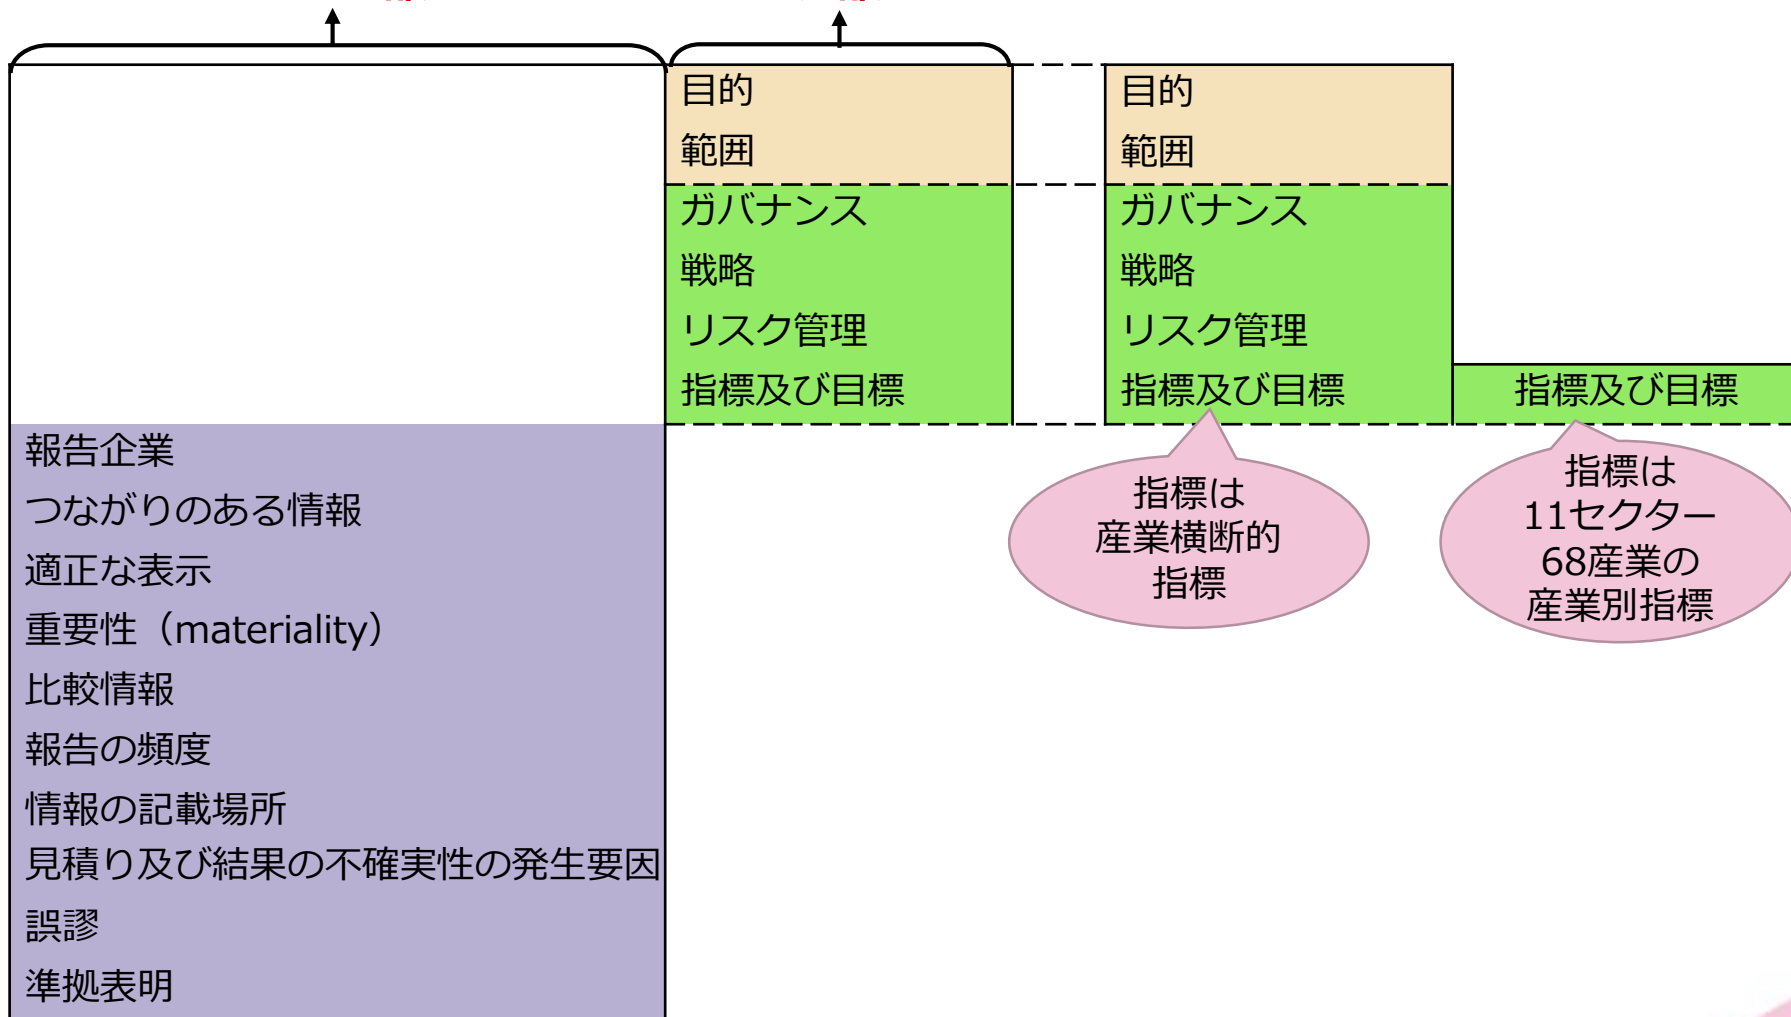 目的
範囲
ガバナンス
戦略
リスク管理
指標及び目標
目的
範囲
ガバナンス
戦略
リスク管理
指標及び目標
指標及び目標
報告企業
つながりのある情報
適正な表示
重要性（materiality）
比較情報
報告の頻度
情報の記載場所
見積り及び結果の不確実性の発生要因
誤謬
準拠表明
指標は
産業横断的
指標
指標は
11セクター
68産業の
産業別指標